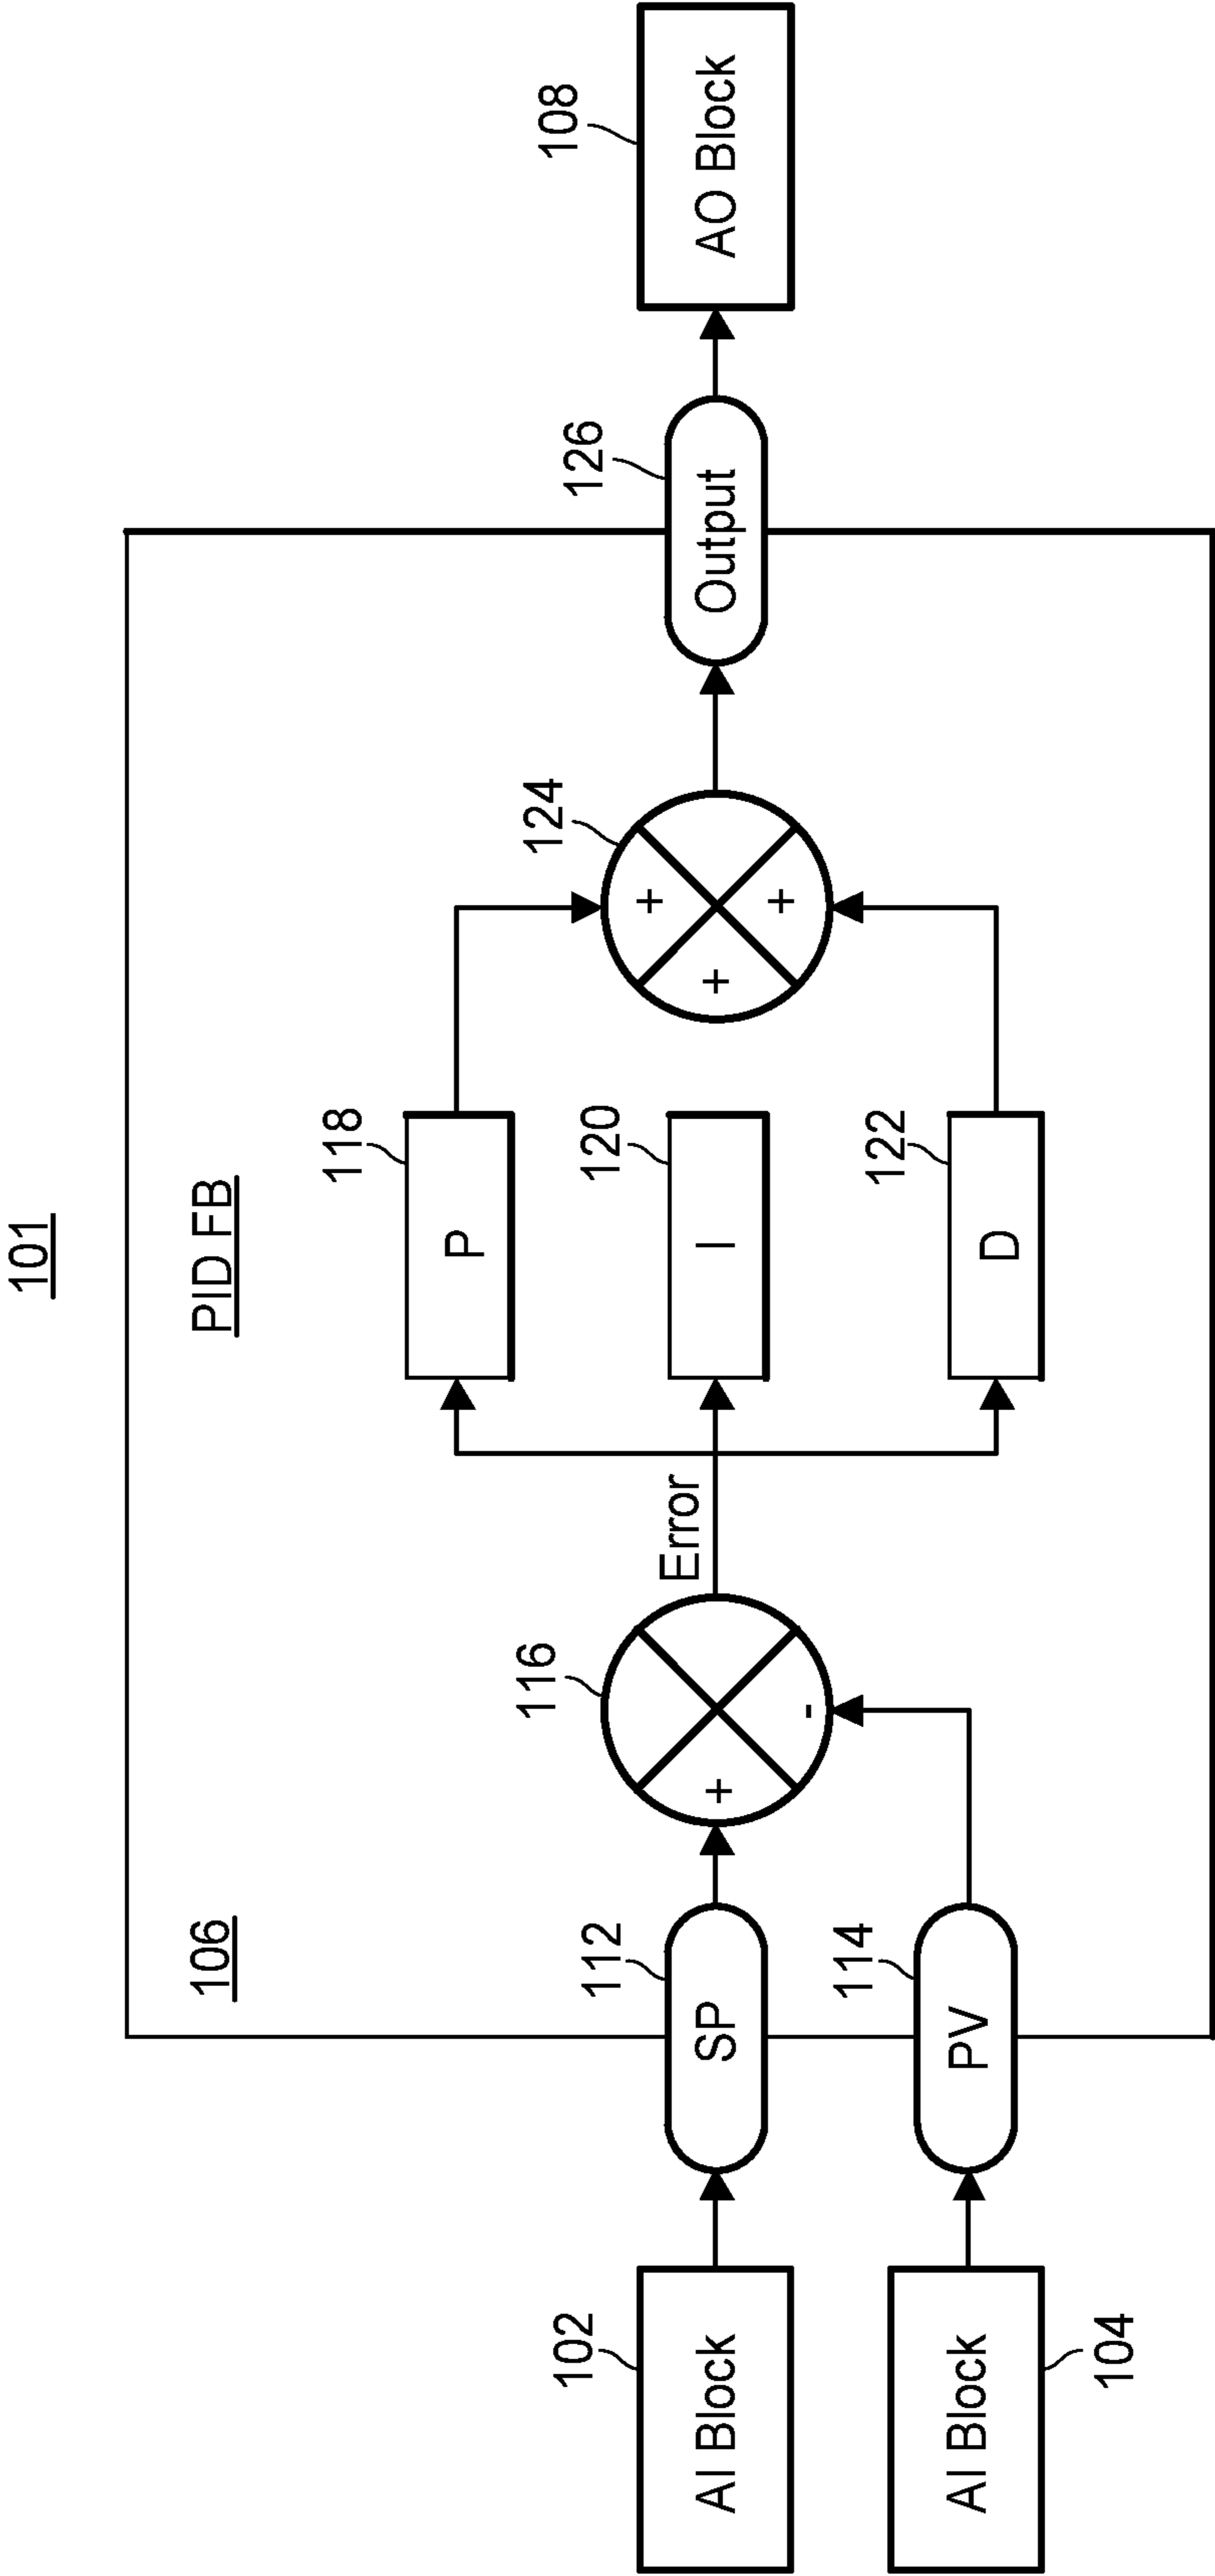 101
106
PID FB
102
AI Block
104
AI Block
112
SP
114
PV
116
+
-
Error
118
P
120
I
122
D
124
+
+
+
126
Output
108
AO Block